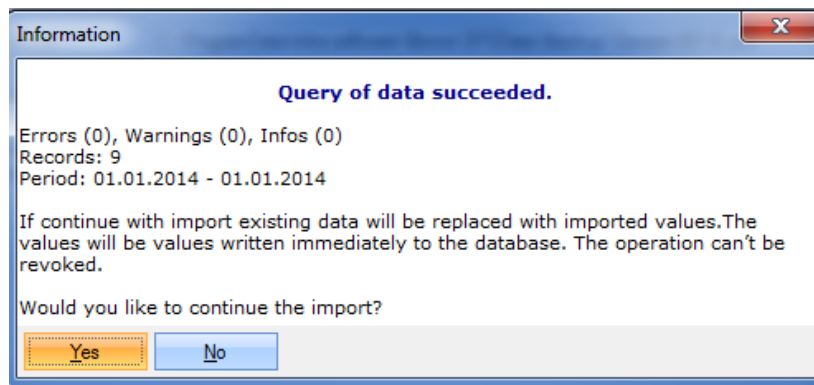 Information
Query of data succeeded.
Errors (0), Warnings (0), Infos (0)
Records: 9
Period: 01.01.2014 - 01.01.2014
If continue with import existing data will be replaced with imported values.The
values will be values written immediately to the database. The operation can't be
revoked.
Would you like to continue the import?
Yes No